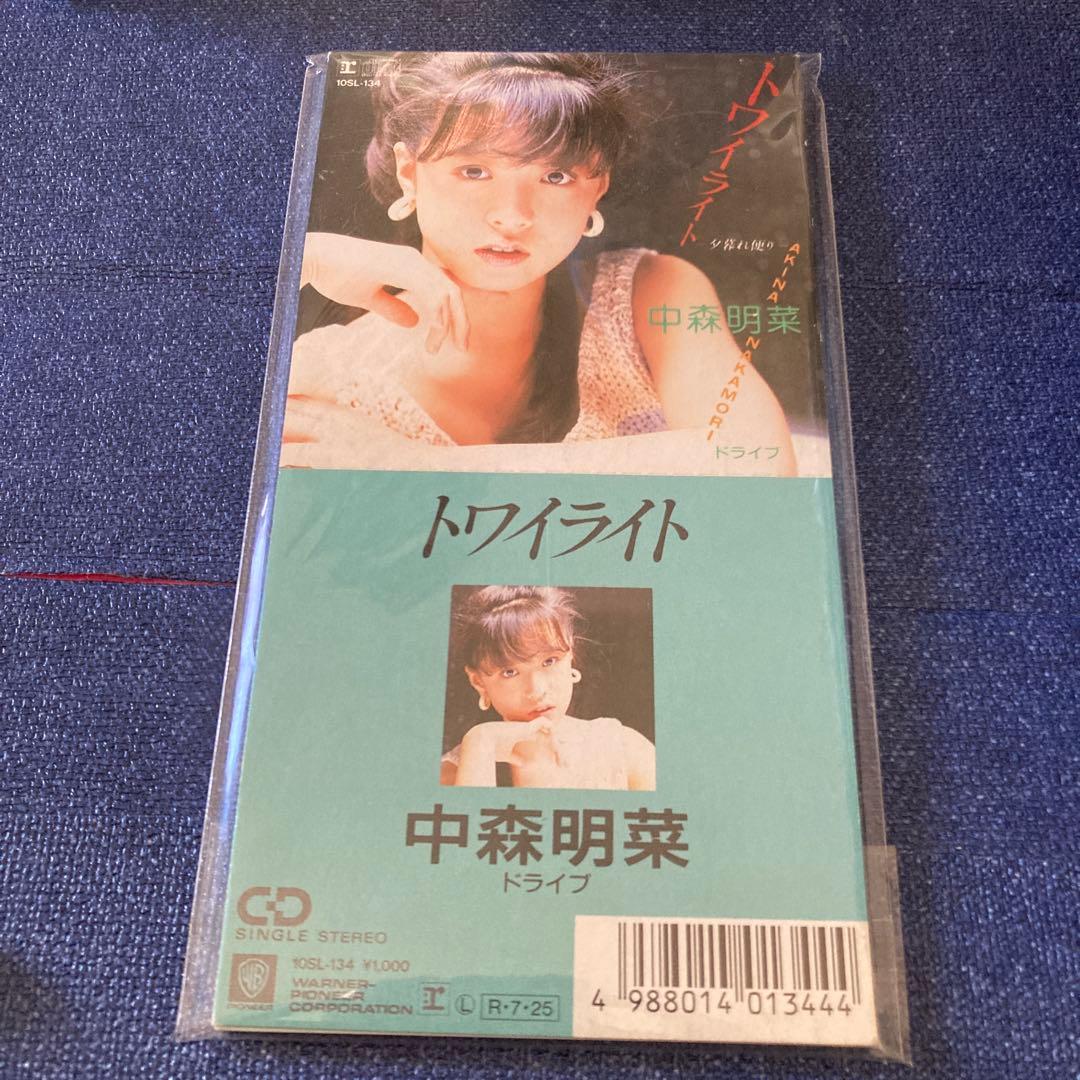 10SL-134
トワイライト
夕暮れ便り
AKINA NAKAMORI
中森明菜
ドライブ
トワイライト
中森明菜
ドライブ
CD
SINGLE STEREO
10SL-134 ¥1,000
WB
PIONEER
WARNER-
PIONEER
CORPORATION
r
L
R・7・25
4 988014 013444